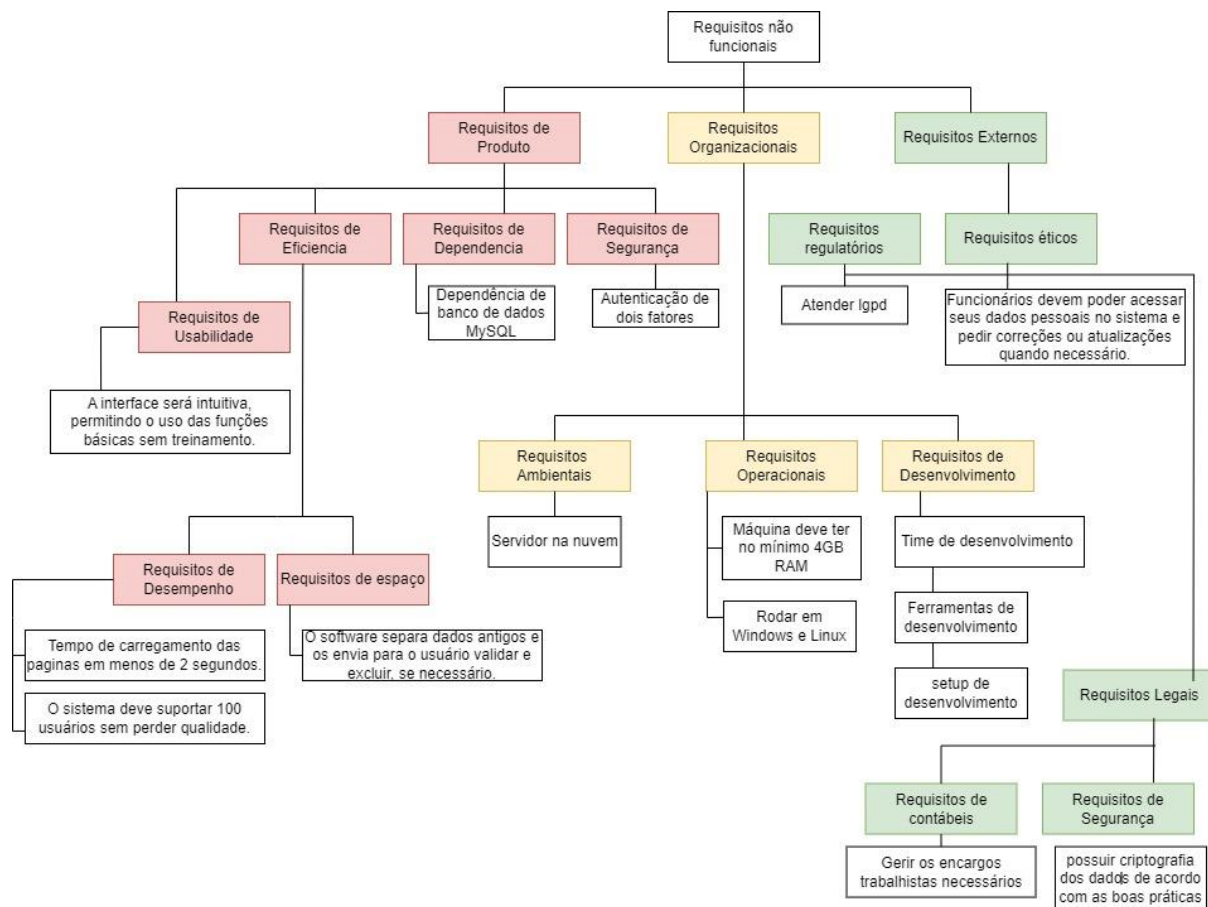 Requisitos não
funcionais
Requisitos de
Produto
Requisitos
Organizacionais
Requisitos Externos
Requisitos de
Eficiencia
Requisitos de
Dependencia
Requisitos de
Segurança
Requisitos
regulatórios
Requisitos éticos
Dependência de
banco de dados
MySQL
Autenticação de
dois fatores
Atender lgpd
Funcionários devem poder acessar
seus dados pessoais no sistema e
pedir correções ou atualizações
quando necessário.
Requisitos de
Usabilidade
A interface será intuitiva,
permitindo o uso das funções
básicas sem treinamento.
Requisitos
Ambientais
Requisitos
Operacionais
Requisitos de
Desenvolvimento
Servidor na nuvem
Máquina deve ter
no mínimo 4GB
RAM
Time de desenvolvimento
Requisitos de
Desempenho
Requisitos de espaço
Rodar em
Windows e Linux
Ferramentas de
desenvolvimento
Tempo de carregamento das
paginas em menos de 2 segundos.
O software separa dados antigos e
os envia para o usuário validar e
excluir, se necessário.
O sistema deve suportar 100
usuários sem perder qualidade.
setup de
desenvolvimento
Requisitos Legais
Requisitos de
contábeis
Requisitos de
Segurança
Gerir os encargos
trabalhistas necessários
possuir criptografia
dos dados de acordo
com as boas práticas